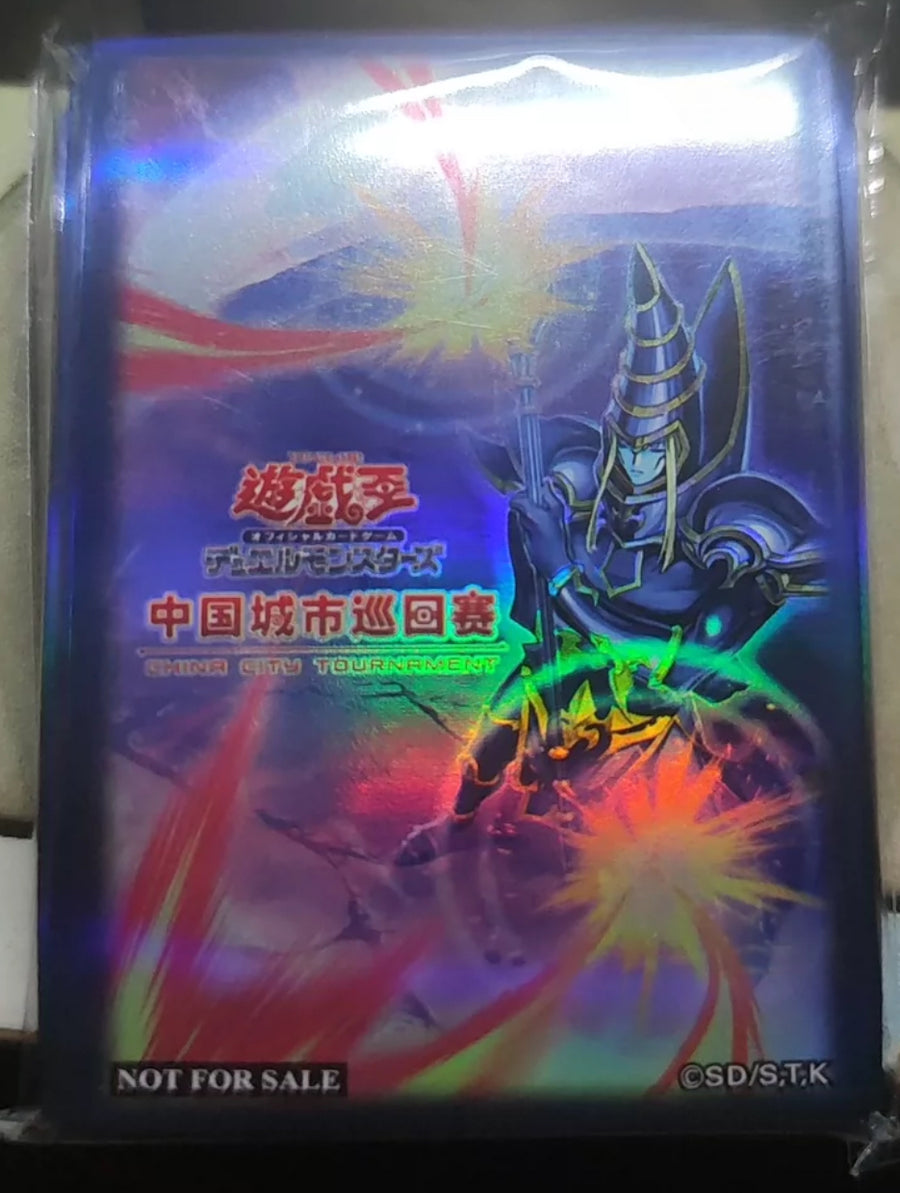 遊戯王
オフィシャルカードゲーム
デュエルモンスターズ
中国城市巡回赛
CHINA CITY TOURNAMENT
NOT FOR SALE
©SD/S,T,K